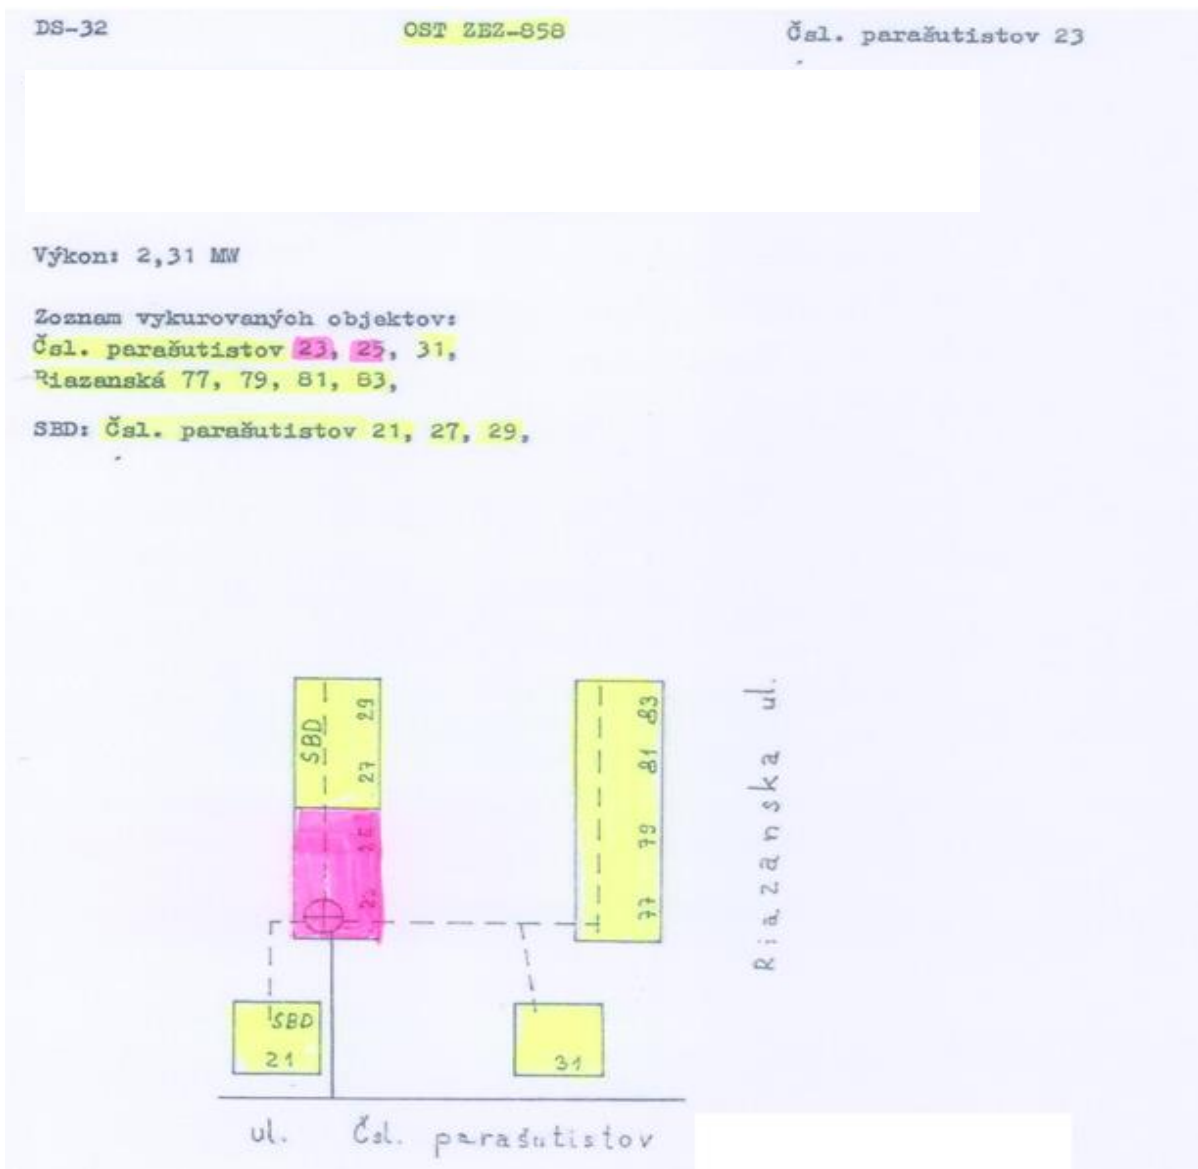 DS-32 OST ZEZ-858 Čsl. parašutistov 23
Výkon: 2,31 MW
Zoznam vykurovaných objektov:
Čsl. parašutistov 23, 25, 31,
Riazanská 77, 79, 81, 83,
SBD: Čsl. parašutistov 21, 27, 29,
SBD
29
27
25
23
83
81
79
77
Riazanska ul.
SBD
21
31
ul. Čsl. parašutistov